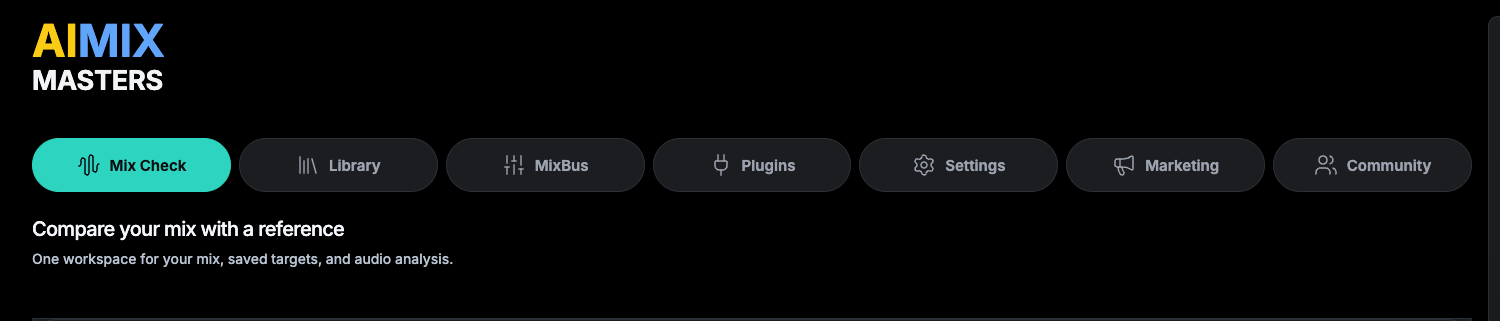 AIMIX
MASTERS
Mix Check Library MixBus Plugins Settings Marketing Community
Compare your mix with a reference
One workspace for your mix, saved targets, and audio analysis.